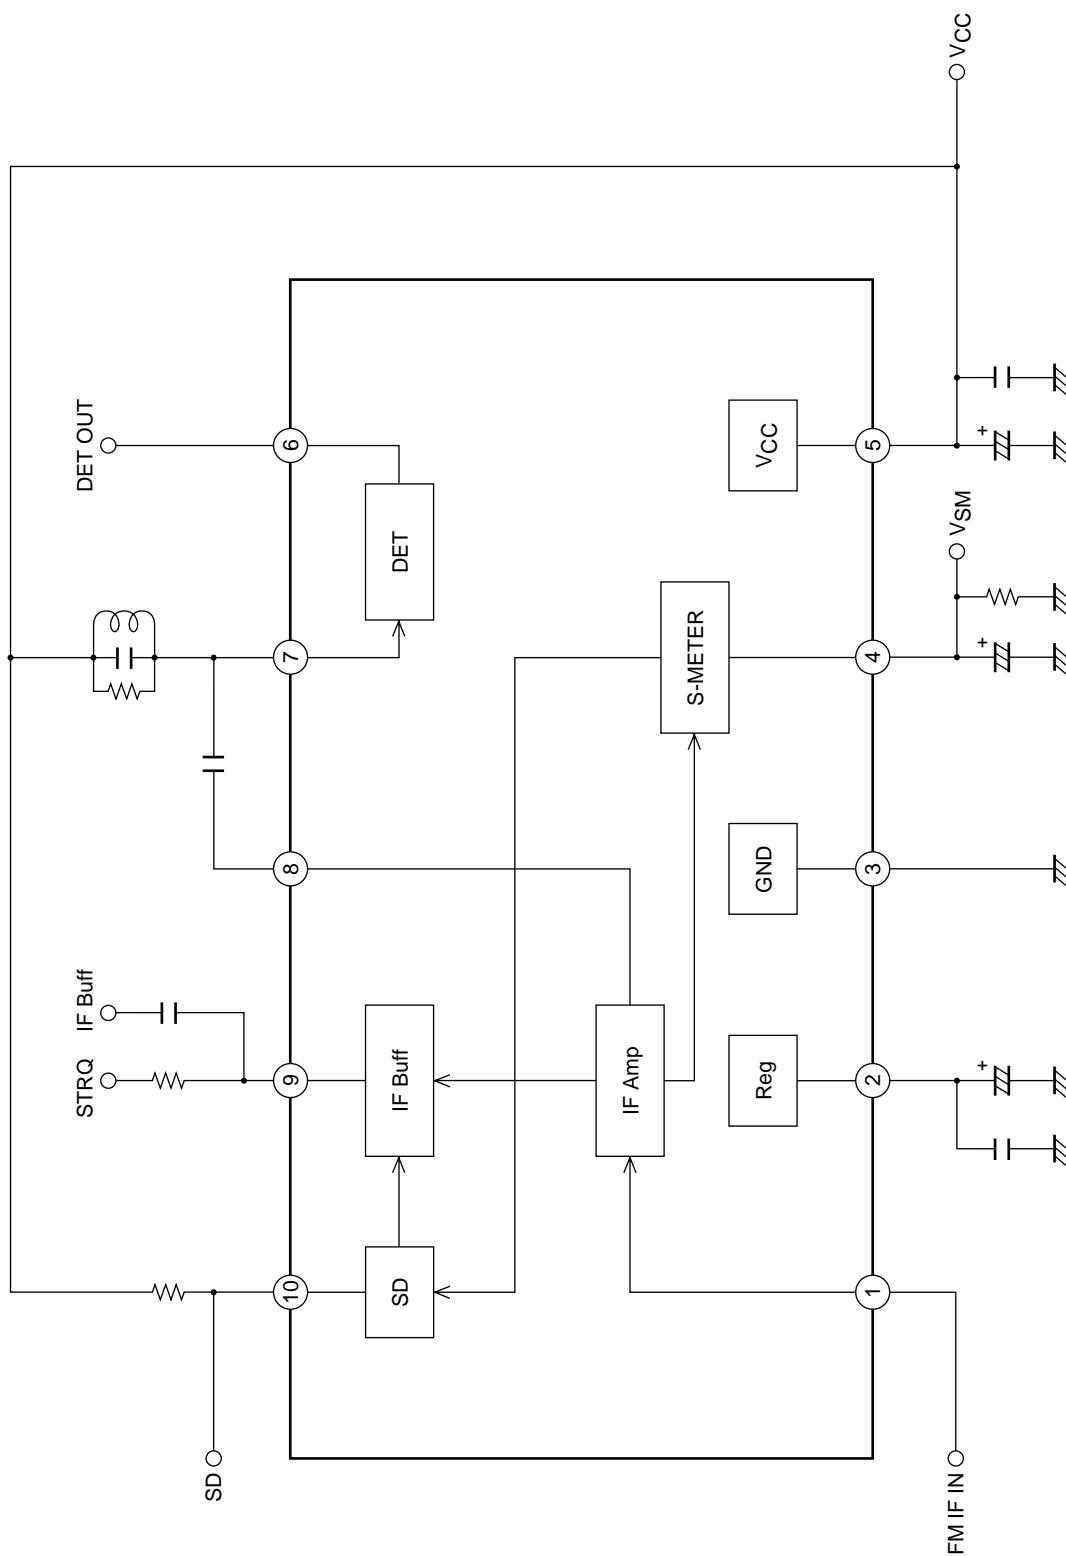 SD
STRQ
IF Buff
DET OUT
VCC
10
9
8
7
6
SD
IF Buff
DET
IF Amp
S-METER
Reg
GND
VCC
1
2
3
4
5
FM IF IN
+
+
VSM
+